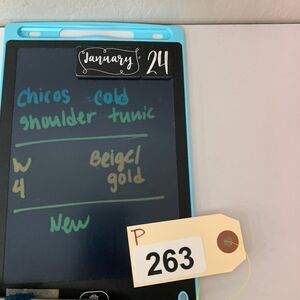 January 24
Chicos cold
shoulder tunic
W Beige/
4 gold
New
P
263